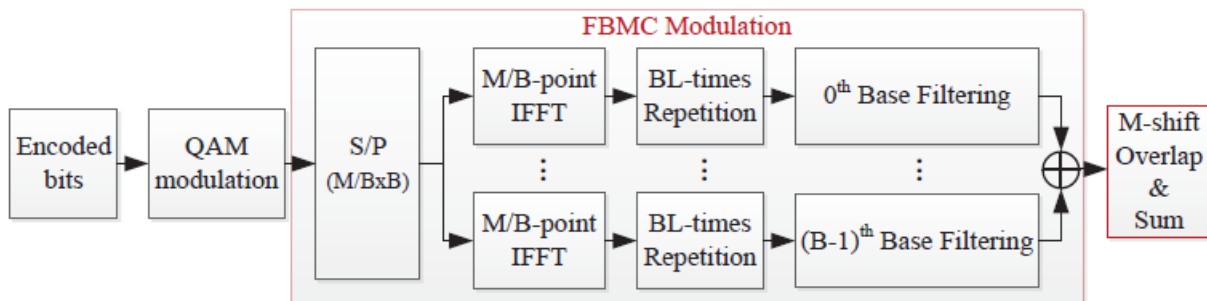 FBMC Modulation
Encoded
bits
QAM
modulation
S/P
(M/BxB)
M/B-point
IFFT
BL-times
Repetition
0th Base Filtering
⋮
⋮
⋮
M/B-point
IFFT
BL-times
Repetition
(B-1)th Base Filtering
M-shift
Overlap
&
Sum